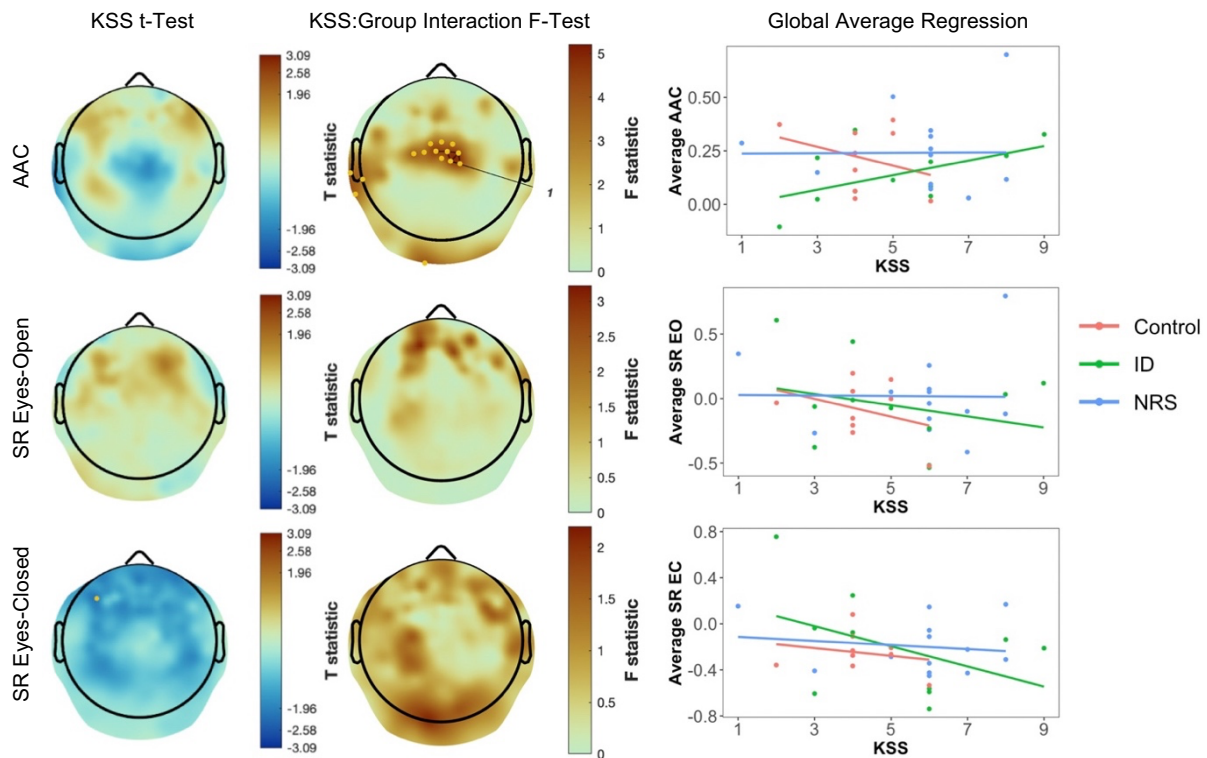 KSS t-Test KSS:Group Interaction F-Test Global Average Regression
AAC
3.09
2.58
1.96
-1.96
-2.58
-3.09
T statistic
1
5
4
3
2
1
0
F statistic
Average AAC
0.50
0.25
0.00
1 3 5 7 9
KSS
SR Eyes-Open
3.09
2.58
1.96
-1.96
-2.58
-3.09
T statistic
3
2.5
2
1.5
1
0.5
0
F statistic
Average SR EO
0.5
0.0
-0.5
1 3 5 7 9
KSS
Control
ID
NRS
SR Eyes-Closed
3.09
2.58
1.96
-1.96
-2.58
-3.09
T statistic
2
1.5
1
0.5
0
F statistic
Average SR EC
0.8
0.4
0.0
-0.4
-0.8
1 3 5 7 9
KSS